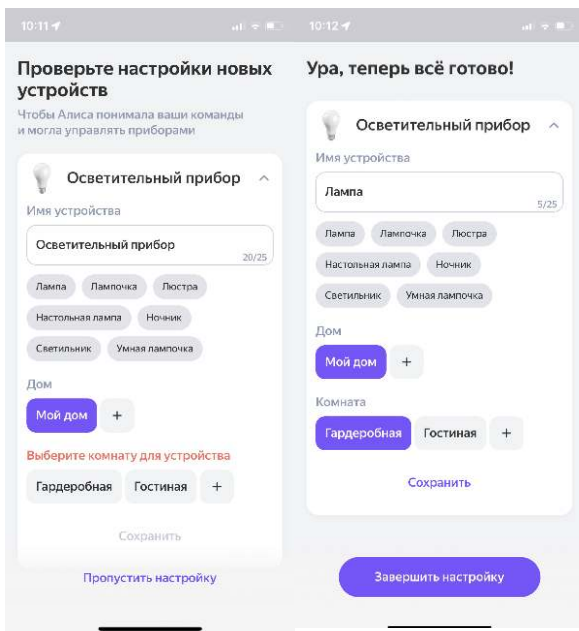 10:11
Проверьте настройки новых
устройств
Чтобы Алиса понимала ваши команды
и могла управлять приборами
Осветительный прибор
Имя устройства
Осветительный прибор
20/25
Лампа Лампочка Люстра
Настольная лампа Ночник
Светильник Умная лампочка
Дом
Мой дом +
Выберите комнату для устройства
Гардеробная Гостиная +
Сохранить
Пропустить настройку
10:12
Ура, теперь всё готово!
Осветительный прибор
Имя устройства
Лампа
5/25
Лампа Лампочка Люстра
Настольная лампа Ночник
Светильник Умная лампочка
Дом
Мой дом +
Комната
Гардеробная Гостиная +
Сохранить
Завершить настройку